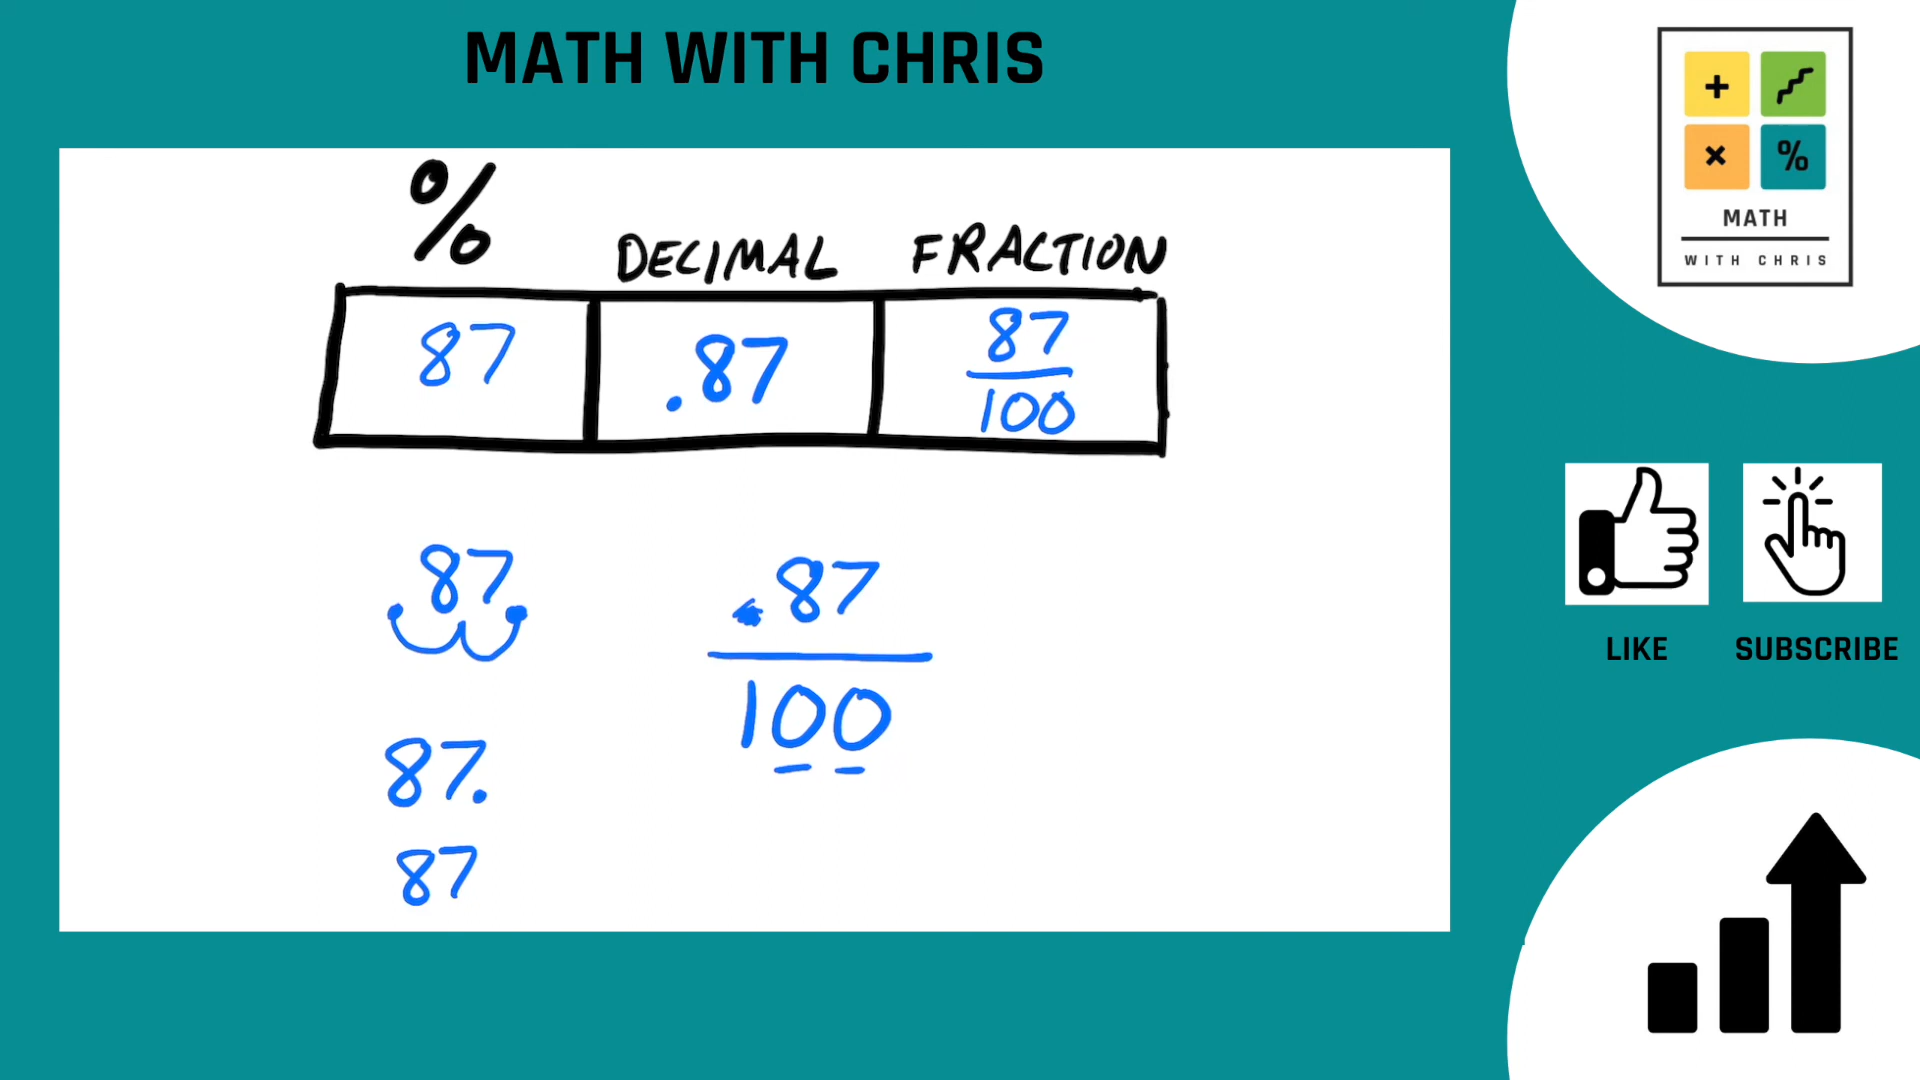 MATH WITH CHRIS
%
DECIMAL
FRACTION
87
.87
87
100
87
.87
100
87.
87
+
×
%
MATH
WITH CHRIS
LIKE
SUBSCRIBE